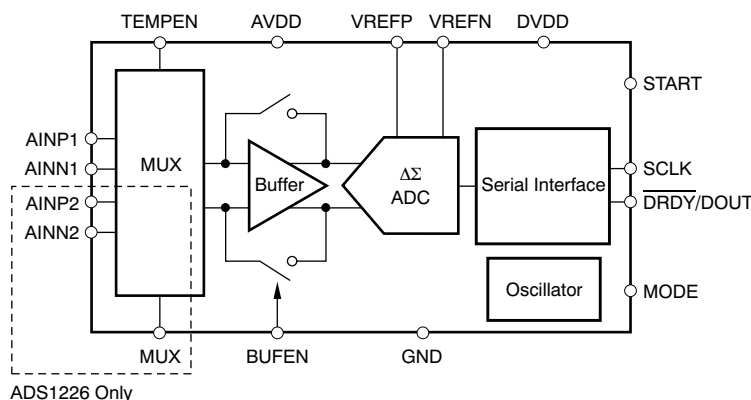 TEMPEN AVDD VREFP VREFN DVDD
START
AINP1
AINN1
AINP2
AINN2
MUX
Buffer
ΔΣ
ADC
Serial Interface
SCLK
DRDY/DOUT
Oscillator
MODE
MUX BUFEN GND
ADS1226 Only